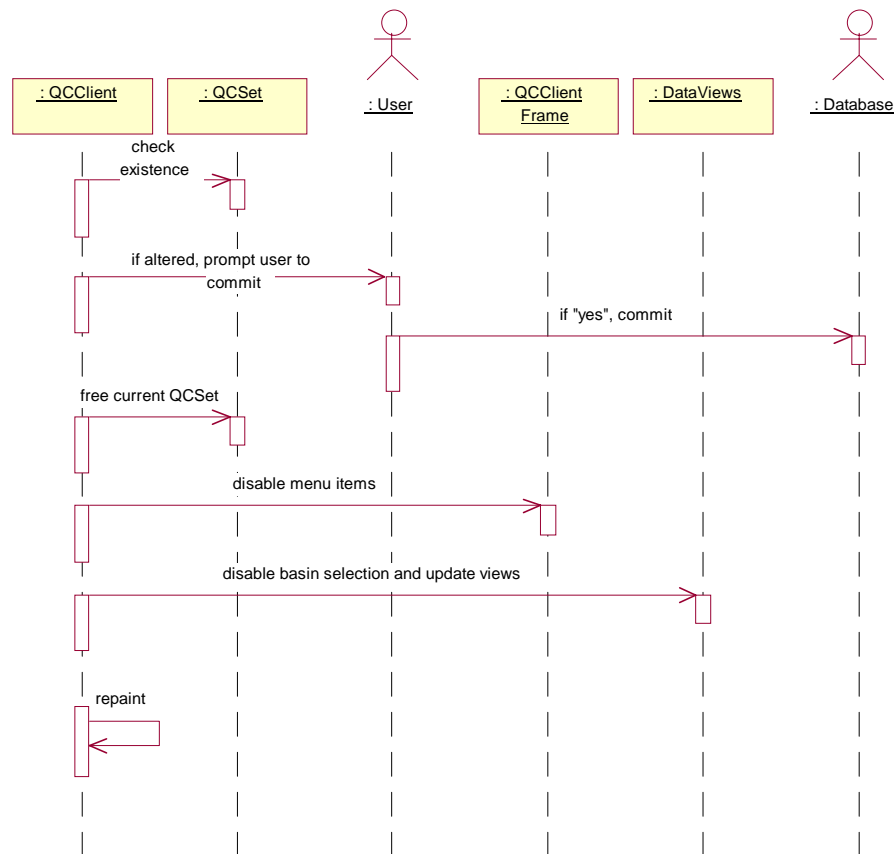 : QCClient
: QCSet
: User
: QCClient
Frame
: DataViews
: Database
check
existence
if altered, prompt user to
commit
if "yes", commit
free current QCSet
disable menu items
disable basin selection and update views
repaint